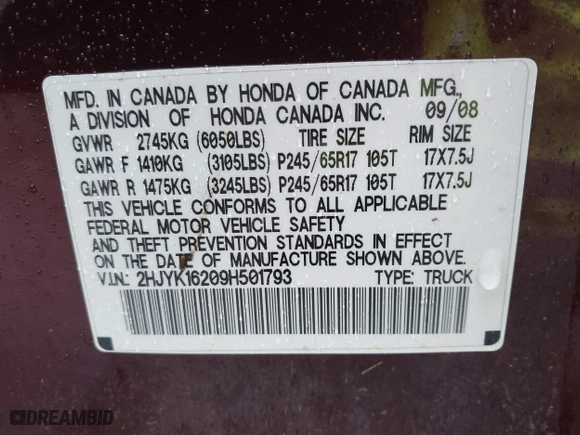 MFD. IN CANADA BY HONDA OF CANADA MFG.,
A DIVISION OF HONDA CANADA INC. 09/08
GVWR 2745KG (6050LBS) TIRE SIZE RIM SIZE
GAWR F 1410KG (3105LBS) P245/65R17 105T 17X7.5J
GAWR R 1475KG (3245LBS) P245/65R17 105T 17X7.5J
THIS VEHICLE CONFORMS TO ALL APPLICABLE
FEDERAL MOTOR VEHICLE SAFETY
AND THEFT PREVENTION STANDARDS IN EFFECT
ON THE DATE OF MANUFACTURE SHOWN ABOVE.
V.I.N.: 2HJYK16209H501793 TYPE: TRUCK
DREAMBID